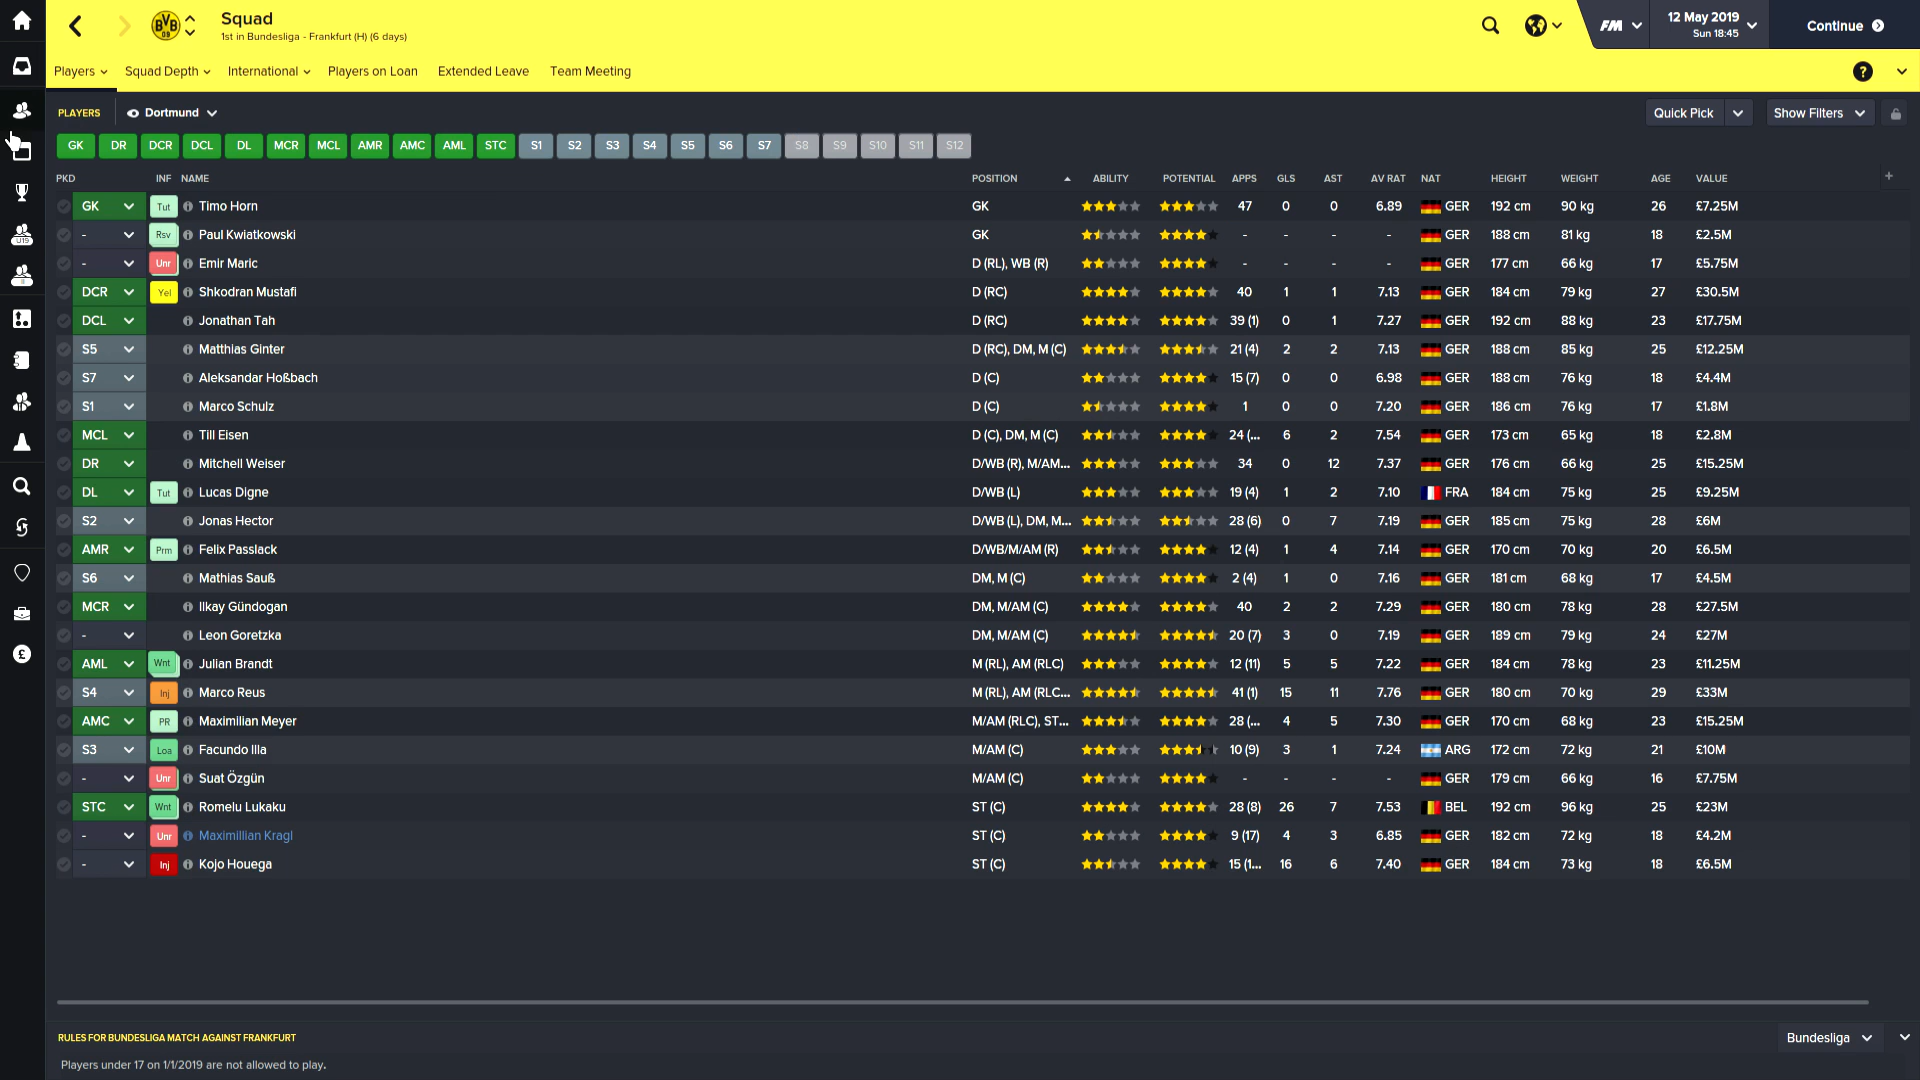 Squad
1st in Bundesliga - Frankfurt (H) (6 days)
FM
12 May 2019
Sun 18:45
Continue
Players Squad Depth International Players on Loan Extended Leave Team Meeting
PLAYERS Dortmund Quick Pick Show Filters
GK DR DCR DCL DL MCR MCL AMR AMC AML STC S1 S2 S3 S4 S5 S6 S7 S8 S9 S10 S11 S12
PKD INF NAME POSITION ABILITY POTENTIAL APPS GLS AST AV RAT NAT HEIGHT WEIGHT AGE VALUE
GK Tut Timo Horn GK 47 0 0 6.89 GER 192 cm 90 kg 26 £7.25M
- Rsv Paul Kwiatkowski GK - - - - GER 188 cm 81 kg 18 £2.5M
- Unr Emir Maric D (RL), WB (R) - - - - GER 177 cm 66 kg 17 £5.75M
DCR Yel Shkodran Mustafi D (RC) 40 1 1 7.13 GER 184 cm 79 kg 27 £30.5M
DCL Jonathan Tah D (RC) 39 (1) 0 1 7.27 GER 192 cm 88 kg 23 £17.75M
S5 Matthias Ginter D (RC), DM, M (C) 21 (4) 2 2 7.13 GER 188 cm 85 kg 25 £12.25M
S7 Aleksandar Hoßbach D (C) 15 (7) 0 0 6.98 GER 188 cm 76 kg 18 £4.4M
S1 Marco Schulz D (C) 1 0 0 7.20 GER 186 cm 76 kg 17 £1.8M
MCL Till Eisen D (C), DM, M (C) 24 (... 6 2 7.54 GER 173 cm 65 kg 18 £2.8M
DR Mitchell Weiser D/WB (R), M/AM... 34 0 12 7.37 GER 176 cm 66 kg 25 £15.25M
DL Tut Lucas Digne D/WB (L) 19 (4) 1 2 7.10 FRA 184 cm 75 kg 25 £9.25M
S2 Jonas Hector D/WB (L), DM, M... 28 (6) 0 7 7.19 GER 185 cm 75 kg 28 £6M
AMR Prm Felix Passlack D/WB/M/AM (R) 12 (4) 1 4 7.14 GER 170 cm 70 kg 20 £6.5M
S6 Mathias Sauß DM, M (C) 2 (4) 1 0 7.16 GER 181 cm 68 kg 17 £4.5M
MCR Ilkay Gündogan DM, M/AM (C) 40 2 2 7.29 GER 180 cm 78 kg 28 £27.5M
- Leon Goretzka DM, M/AM (C) 20 (7) 3 0 7.19 GER 189 cm 79 kg 24 £27M
AML Wnt Julian Brandt M (RL), AM (RLC) 12 (11) 5 5 7.22 GER 184 cm 78 kg 23 £11.25M
S4 Inj Marco Reus M (RL), AM (RLC... 41 (1) 15 11 7.76 GER 180 cm 70 kg 29 £33M
AMC PR Maximilian Meyer M/AM (RLC), ST... 28 (... 4 5 7.30 GER 170 cm 68 kg 23 £15.25M
S3 Loa Facundo Illa M/AM (C) 10 (9) 3 1 7.24 ARG 172 cm 72 kg 21 £10M
- Unr Suat Özgün M/AM (C) - - - - GER 179 cm 66 kg 16 £7.75M
STC Wnt Romelu Lukaku ST (C) 28 (8) 26 7 7.53 BEL 192 cm 96 kg 25 £23M
- Unr Maximillian Kragl ST (C) 9 (17) 4 3 6.85 GER 182 cm 72 kg 18 £4.2M
- Inj Kojo Houega ST (C) 15 (1... 16 6 7.40 GER 184 cm 73 kg 18 £6.5M
RULES FOR BUNDESLIGA MATCH AGAINST FRANKFURT Bundesliga
Players under 17 on 1/1/2019 are not allowed to play.